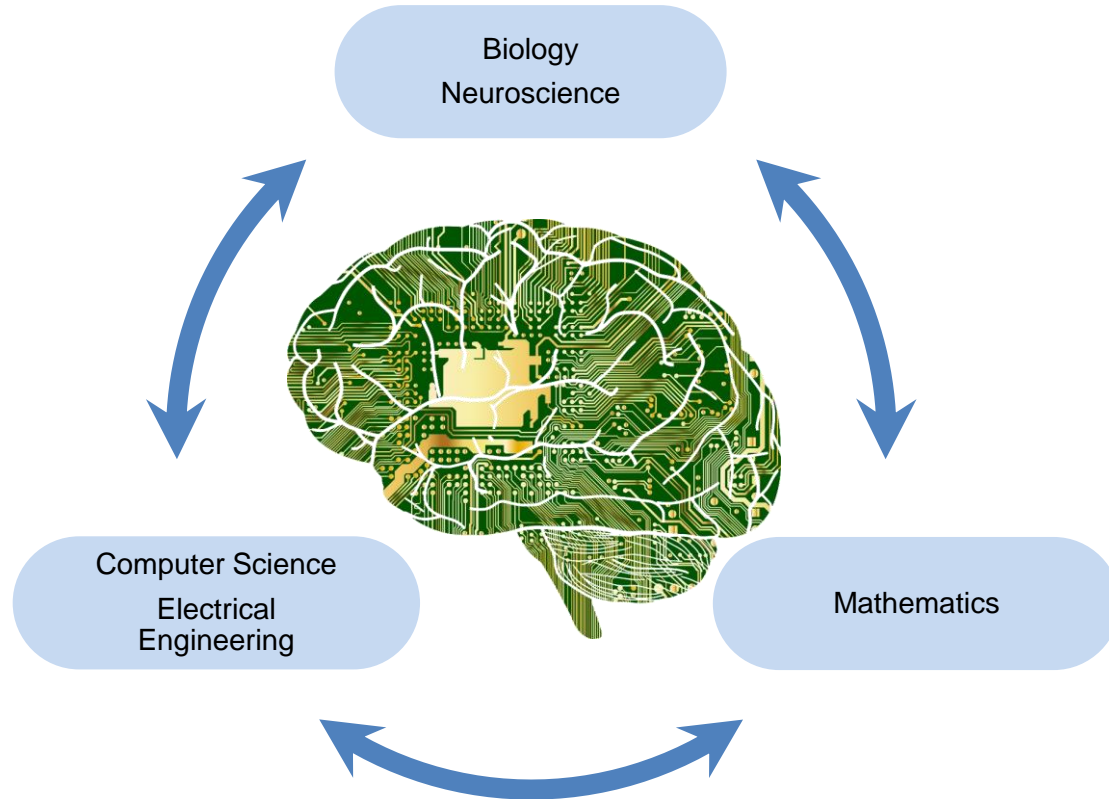 Biology
Neuroscience
Computer Science
Electrical
Engineering
Mathematics